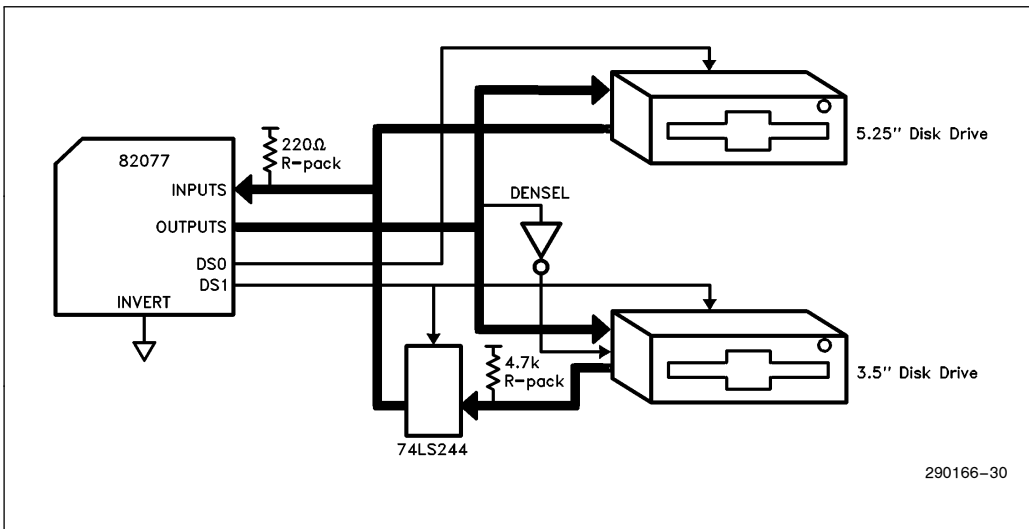 82077
INPUTS
OUTPUTS
DS0
DS1
INVERT
220Ω
R-pack
DENSEL
5.25" Disk Drive
4.7k
R-pack
74LS244
3.5" Disk Drive
290166-30